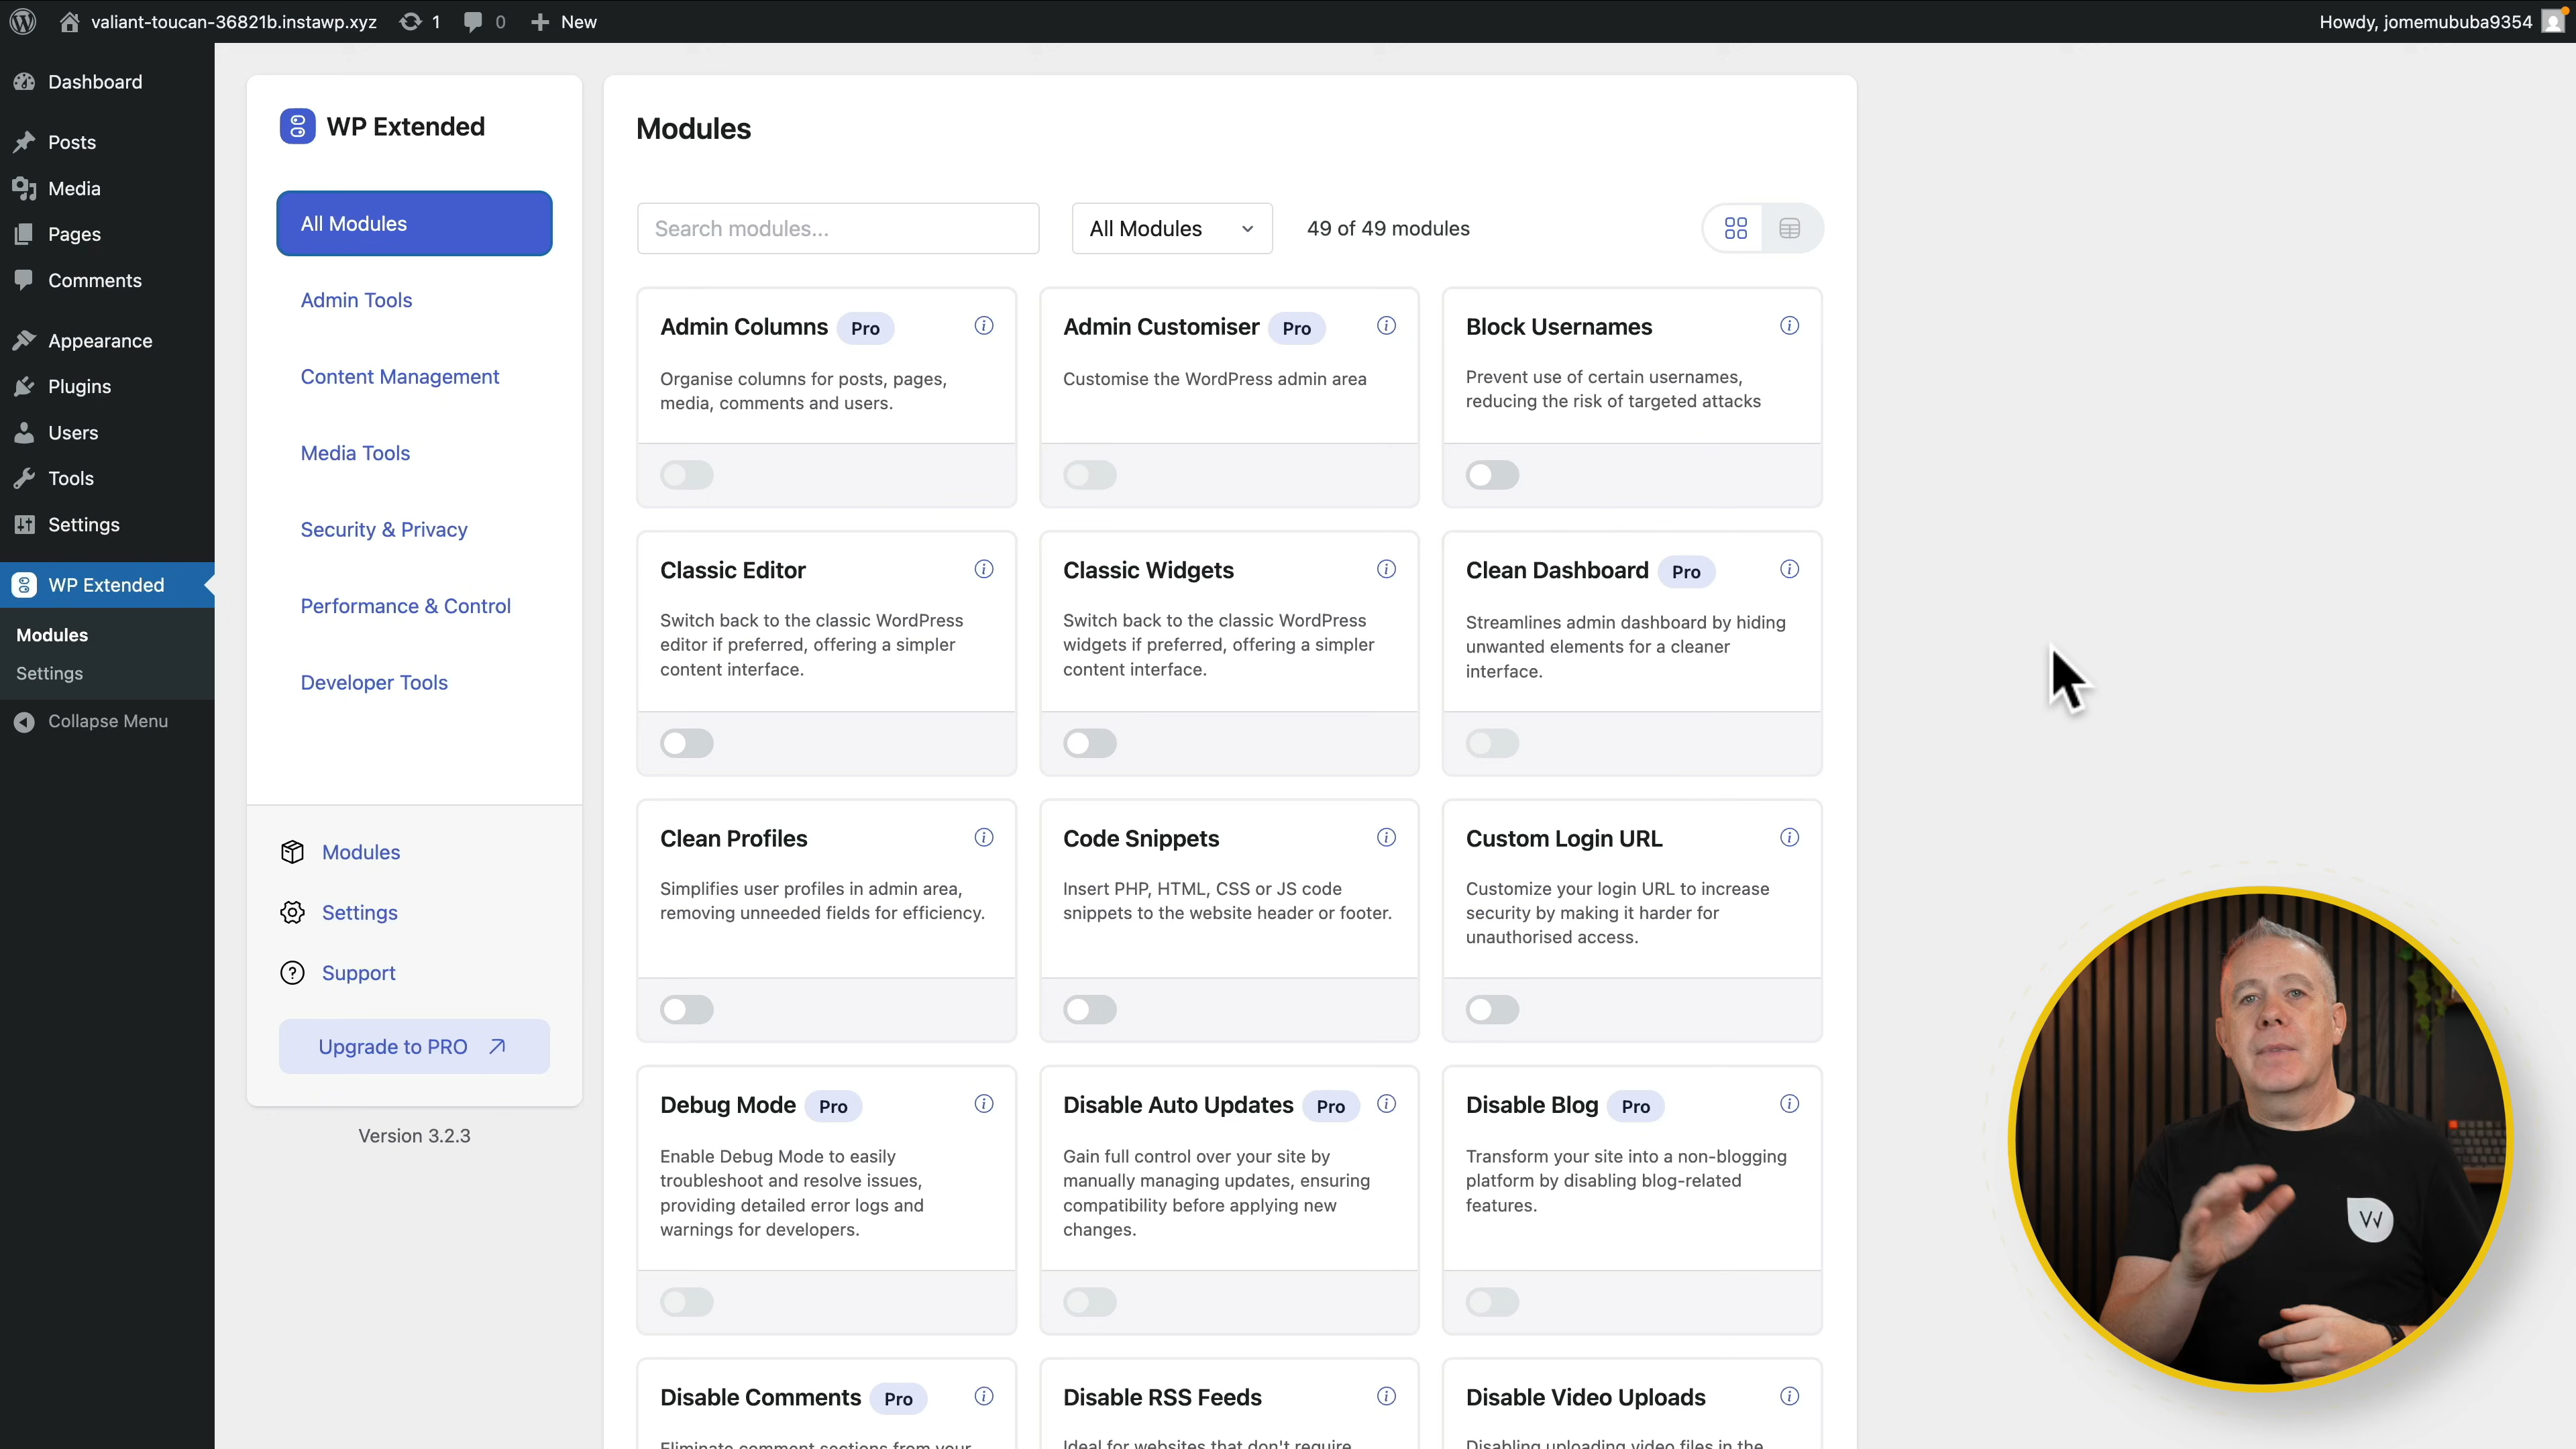 valiant-toucan-36821b.instawp.xyz 1 0 New
Howdy, jomemububa9354
Dashboard
Posts
Media
Pages
Comments
Appearance
Plugins
Users
Tools
Settings
WP Extended
Modules
Settings
Collapse Menu
WP Extended
All Modules
Admin Tools
Content Management
Media Tools
Security & Privacy
Performance & Control
Developer Tools
Modules
Settings
Support
Upgrade to PRO
Version 3.2.3
Modules
Search modules...
All Modules
49 of 49 modules
Admin Columns Pro
Organise columns for posts, pages,
media, comments and users.
Admin Customiser Pro
Customise the WordPress admin area
Block Usernames
Prevent use of certain usernames,
reducing the risk of targeted attacks
Classic Editor
Switch back to the classic WordPress
editor if preferred, offering a simpler
content interface.
Classic Widgets
Switch back to the classic WordPress
widgets if preferred, offering a simpler
content interface.
Clean Dashboard Pro
Streamlines admin dashboard by hiding
unwanted elements for a cleaner
interface.
Clean Profiles
Simplifies user profiles in admin area,
removing unneeded fields for efficiency.
Code Snippets
Insert PHP, HTML, CSS or JS code
snippets to the website header or footer.
Custom Login URL
Customize your login URL to increase
security by making it harder for
unauthorised access.
Debug Mode Pro
Enable Debug Mode to easily
troubleshoot and resolve issues,
providing detailed error logs and
warnings for developers.
Disable Auto Updates Pro
Gain full control over your site by
manually managing updates, ensuring
compatibility before applying new
changes.
Disable Blog Pro
Transform your site into a non-blogging
platform by disabling blog-related
features.
Disable Comments Pro
Eliminate comment sections from your
Disable RSS Feeds
Ideal for websites that don't require
Disable Video Uploads
Disabling uploading video files in the
W